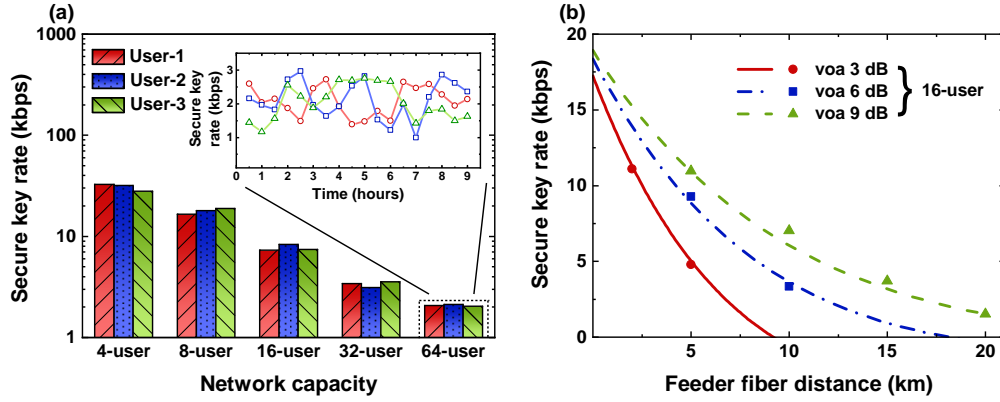 (a)
1000
100
10
1
Secure key rate (kbps)
User-1
User-2
User-3
3
2
1
Secure key
rate (kbps)
0 1 2 3 4 5 6 7 8 9
Time (hours)
4-user 8-user 16-user 32-user 64-user
Network capacity
(b)
20
15
10
5
0
Secure key rate (kbps)
voa 3 dB
voa 6 dB
voa 9 dB
16-user
5 10 15 20
Feeder fiber distance (km)